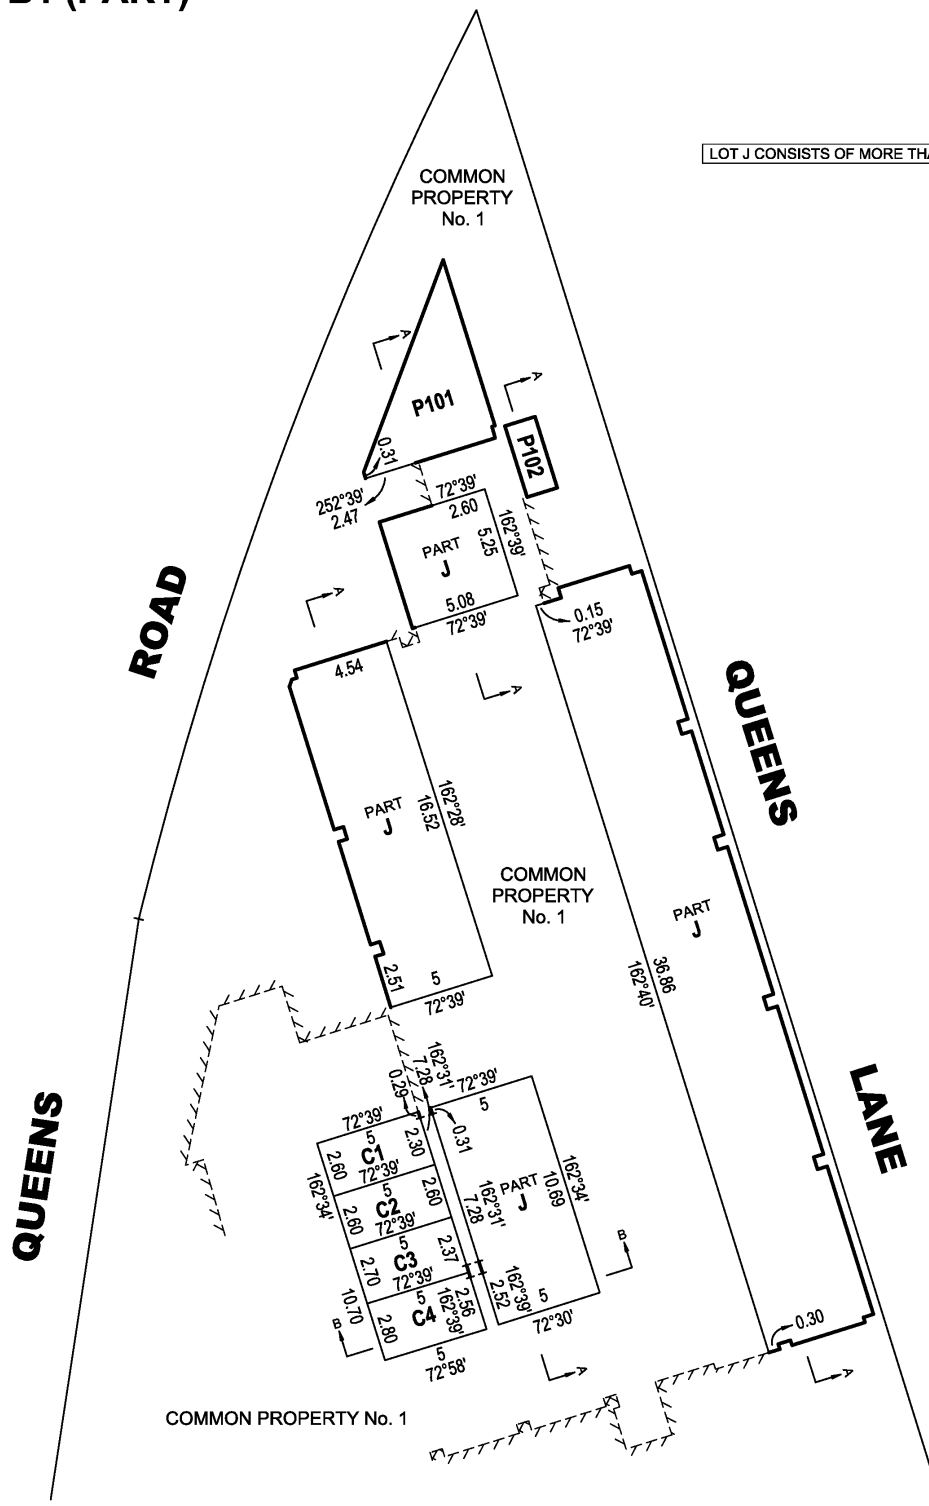 B1 (PART)
LOT J CONSISTS OF MORE THA
COMMON
PROPERTY
No. 1
A
A
P101
P102
0.31
252°39'
2.47
72°39'
2.60
162°39'
5.25
PART
J
5.08
72°39'
A
0.15
72°39'
ROAD
4.54
A
QUEENS
PART
J
162°28'
16.52
COMMON
PROPERTY
No. 1
PART
J
2.51
5
72°39'
36.86
162°40'
162°31'
7.28
0.29
72°39'
5
0.31
72°39'
5
2.30
C1
2.60
72°39'
162°34'
5
2.60
C2
2.60
72°39'
5
2.37
C3
2.70
72°39'
10.70
5
2.56
162°39'
C4
2.80
5
72°58'
PART
J
162°34'
10.69
162°31'
7.28
162°39'
2.52
5
72°30'
B
B
QUEENS
LANE
0.30
A
A
COMMON PROPERTY No. 1